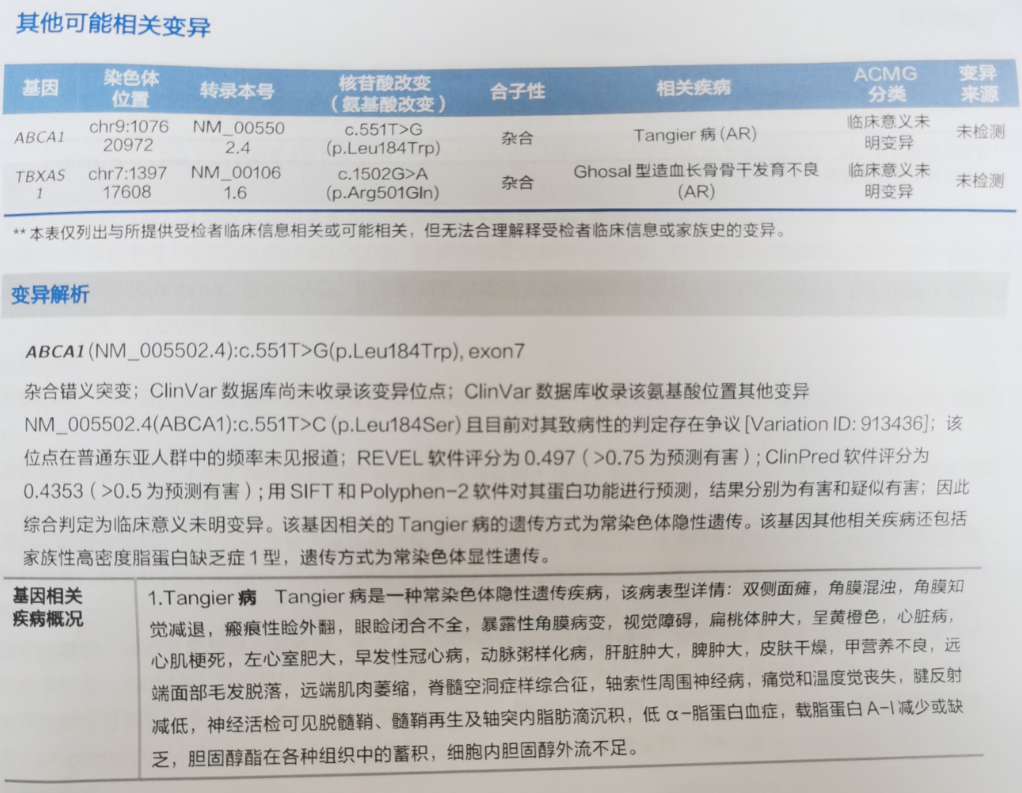 其他可能相关变异
基因 染色体位置 转录本号 核苷酸改变（氨基酸改变） 合子性 相关疾病 ACMG分类 变异来源
ABCA1 chr9:107620972 NM_005502.4 c.551T>G (p.Leu184Trp) 杂合 Tangier 病 (AR) 临床意义未明变异 未检测
TBXAS1 chr7:139717608 NM_001061.6 c.1502G>A (p.Arg501Gln) 杂合 Ghosal 型造血长骨骨干发育不良 (AR) 临床意义未明变异 未检测
**本表仅列出与所提供受检者临床信息相关或可能相关，但无法合理解释受检者临床信息或家族史的变异。
变异解析
ABCA1 (NM_005502.4):c.551T>G(p.Leu184Trp), exon7
杂合错义突变；ClinVar 数据库尚未收录该变异位点；ClinVar 数据库收录该氨基酸位置其他变异
NM_005502.4(ABCA1):c.551T>C (p.Leu184Ser) 且目前对其致病性的判定存在争议 [Variation ID: 913436]；该
位点在普通东亚人群中的频率未见报道；REVEL 软件评分为 0.497（>0.75 为预测有害）; ClinPred 软件评分为
0.4353（>0.5 为预测有害）; 用 SIFT 和 Polyphen-2 软件对其蛋白功能进行预测，结果分别为有害和疑似有害；因此
综合判定为临床意义未明变异。该基因相关的 Tangier 病的遗传方式为常染色体隐性遗传。该基因其他相关疾病还包括
家族性高密度脂蛋白缺乏症 1 型，遗传方式为常染色体显性遗传。
基因相关
疾病概况
1.Tangier 病 Tangier 病是一种常染色体隐性遗传疾病，该病表型详情：双侧面瘫，角膜混浊，角膜知
觉减退，瘢痕性睑外翻，眼睑闭合不全，暴露性角膜病变，视觉障碍，扁桃体肿大，呈黄橙色，心脏病，
心肌梗死，左心室肥大，早发性冠心病，动脉粥样化病，肝脏肿大，脾肿大，皮肤干燥，甲营养不良，远
端面部毛发脱落，远端肌肉萎缩，脊髓空洞症样综合征，轴索性周围神经病，痛觉和温度觉丧失，腱反射
减低，神经活检可见脱髓鞘、髓鞘再生及轴突内脂肪滴沉积，低 α-脂蛋白血症，载脂蛋白 A-I 减少或缺
乏，胆固醇酯在各种组织中的蓄积，细胞内胆固醇外流不足。